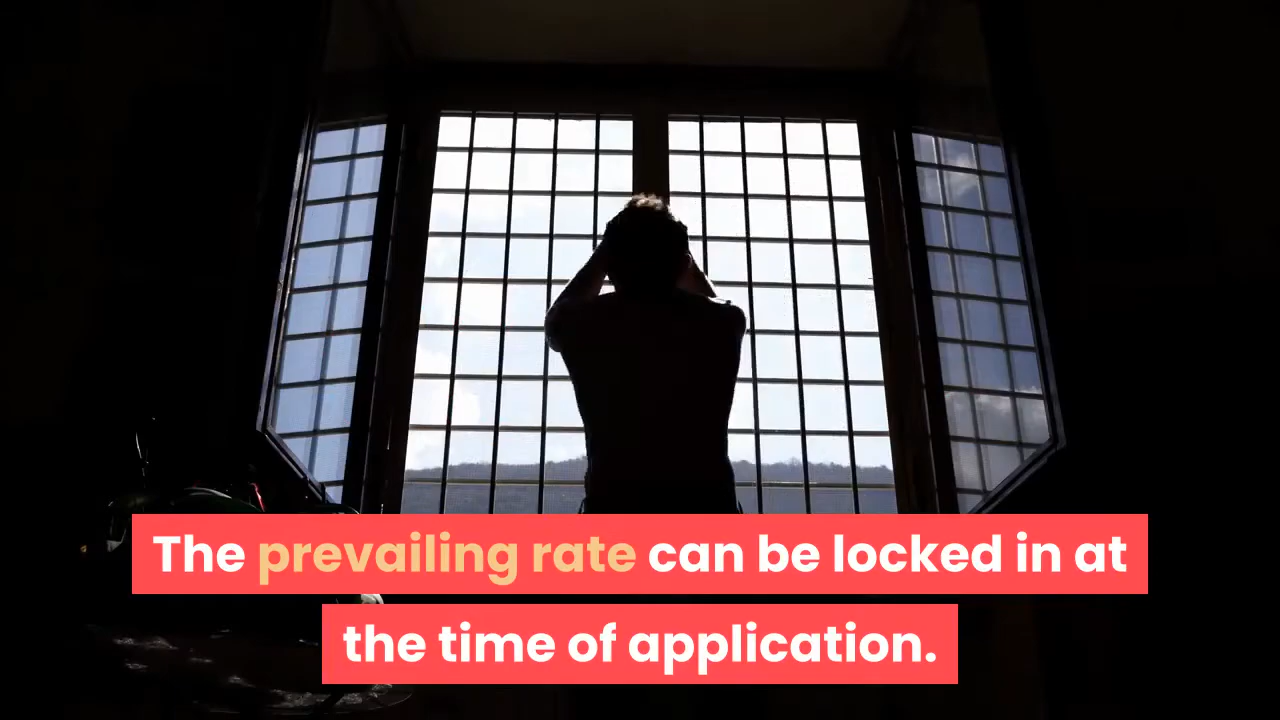 The prevailing rate can be locked in at
the time of application.